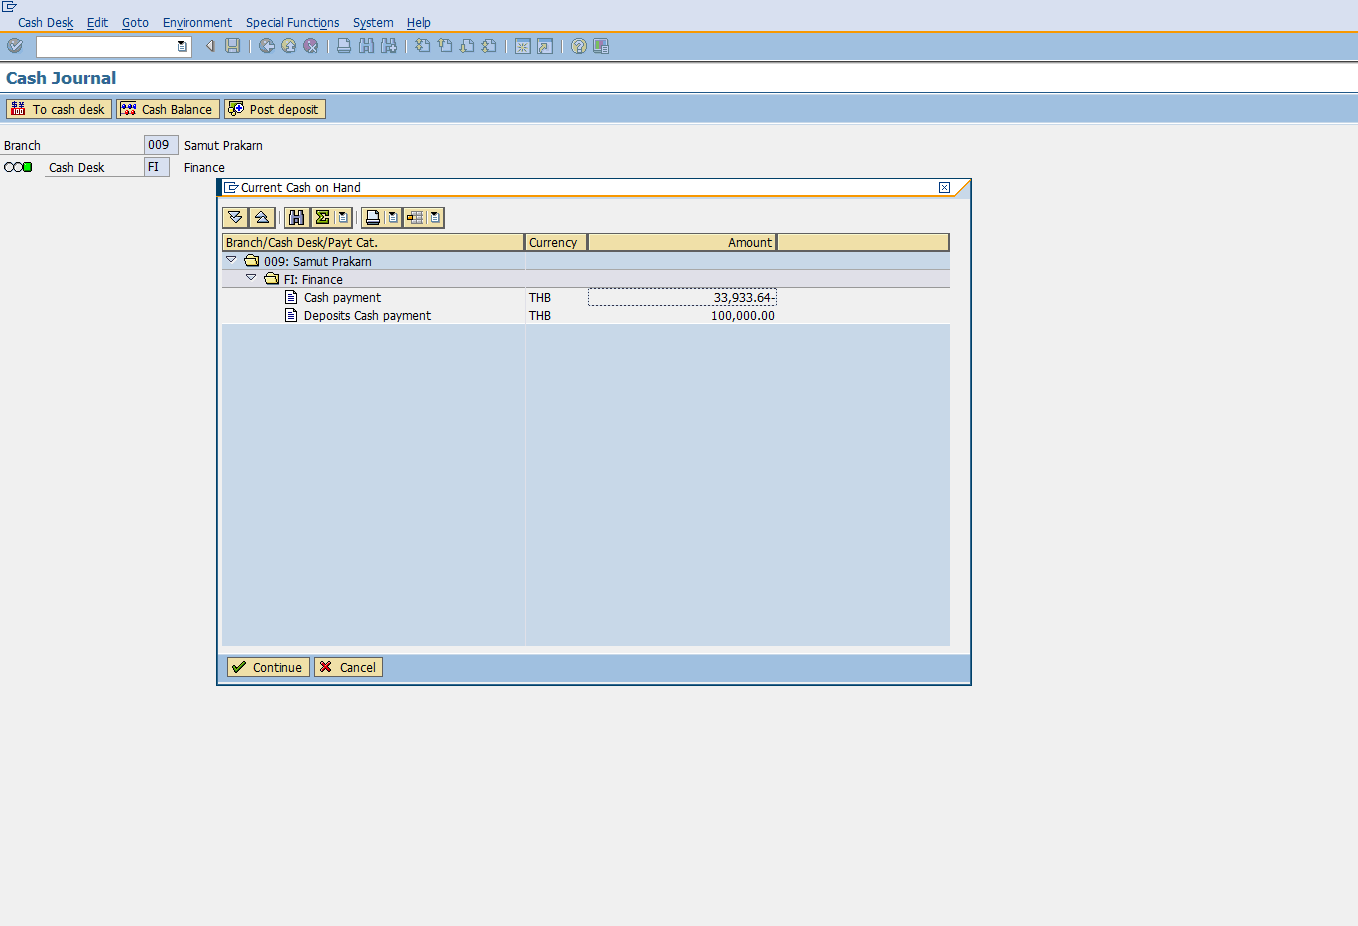 Cash Desk Edit Goto Environment Special Functions System Help
Cash Journal
To cash desk Cash Balance Post deposit
Branch 009 Samut Prakarn
Cash Desk FI Finance
Current Cash on Hand
Branch/Cash Desk/Payt Cat. Currency Amount
009: Samut Prakarn
FI: Finance
Cash payment THB 33,933.64-
Deposits Cash payment THB 100,000.00
Continue Cancel